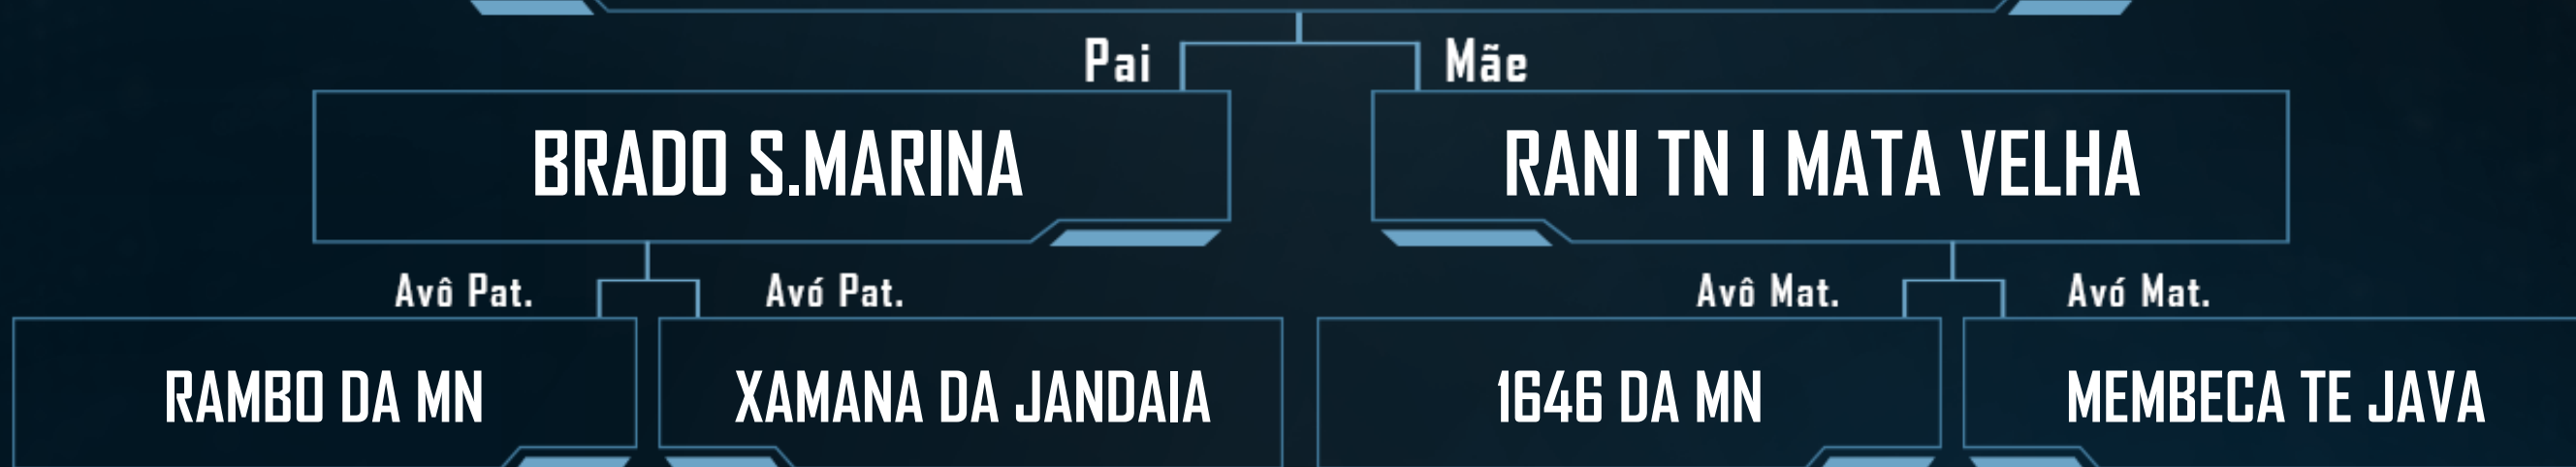 Pai Mãe
BRADO S.MARINA RANI TN I MATA VELHA
Avô Pat. Avó Pat. Avô Mat. Avó Mat.
RAMBO DA MN XAMANA DA JANDAIA 1646 DA MN MEMBECA TE JAVA